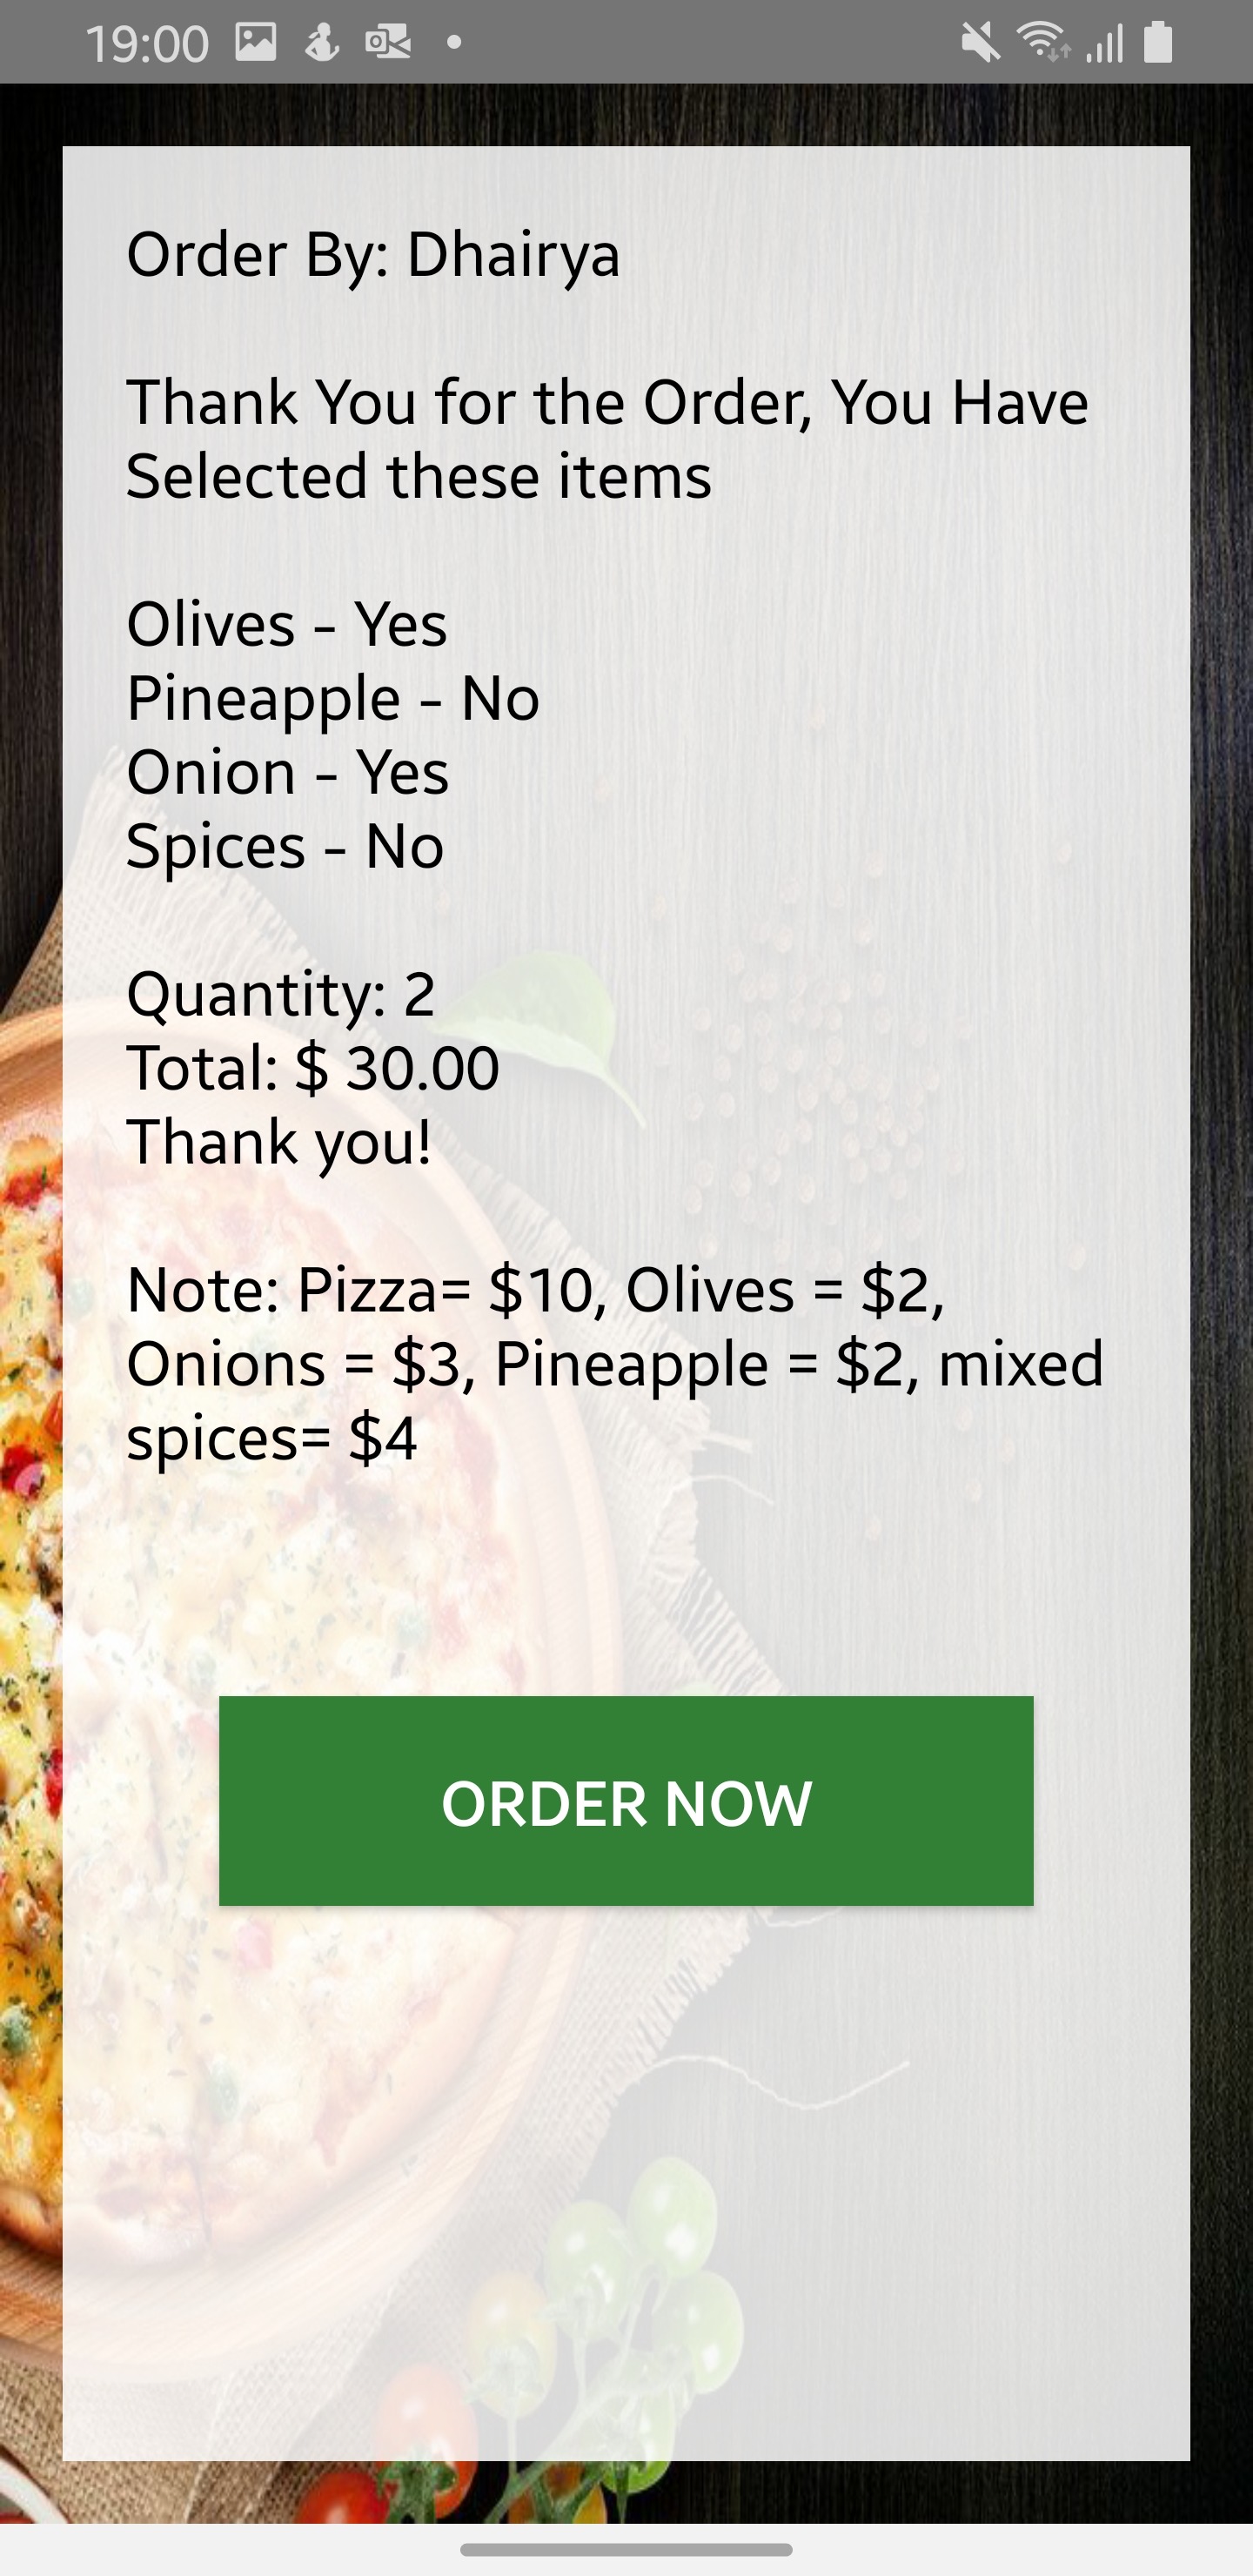 19:00
Order By: Dhairya
Thank You for the Order, You Have
Selected these items
Olives - Yes
Pineapple - No
Onion - Yes
Spices - No
Quantity: 2
Total: $ 30.00
Thank you!
Note: Pizza= $10, Olives = $2,
Onions = $3, Pineapple = $2, mixed
spices= $4
ORDER NOW